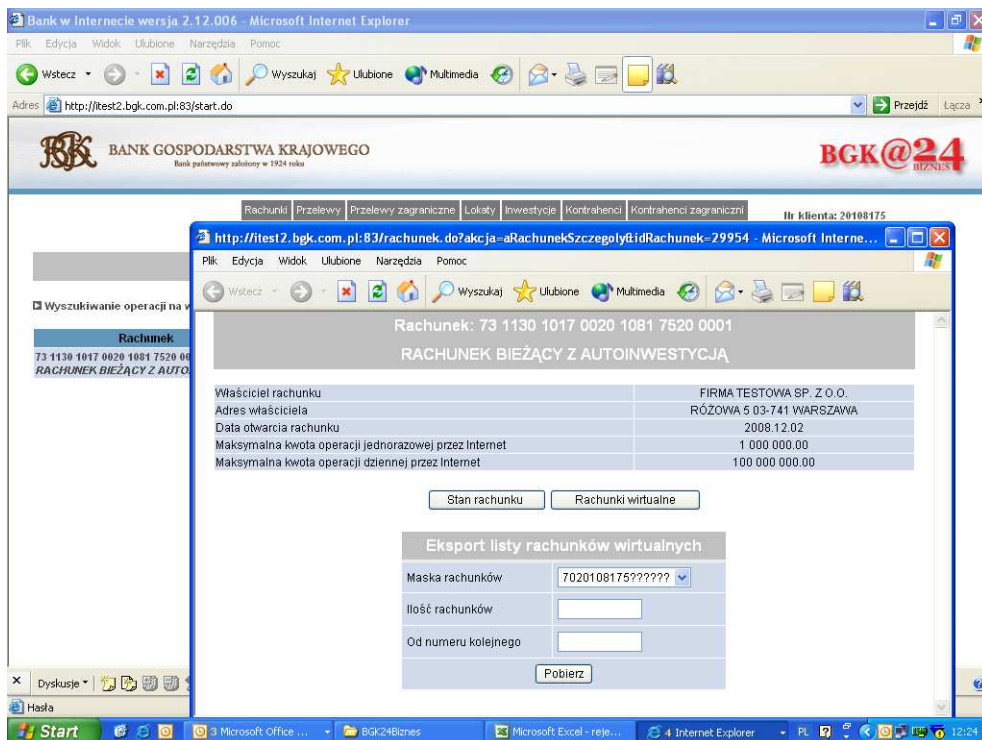 Bank w Internecie wersja 2.12.006 - Microsoft Internet Explorer
Plik Edycja Widok Ulubione Narzędzia Pomoc
Wstecz Wyszukaj Ulubione Multimedia
Adres http://itest2.bgk.com.pl:83/start.do Przejdź Łącza
BGK BANK GOSPODARSTWA KRAJOWEGO
Bank państwowy założony w 1924 roku
BGK@24
BIZNES
Rachunki Przelewy Przelewy zagraniczne Lokaty Inwestycje Kontrahenci Kontrahenci zagraniczni
Nr klienta: 20108175
Wyszukiwanie operacji na
Rachunek
73 1130 1017 0020 1081 7520 00
RACHUNEK BIEŻĄCY Z AUTO
http://itest2.bgk.com.pl:83/rachunek.do?akcja=aRachunekSzczegoly&idRachunek=29954 - Microsoft Interne...
Plik Edycja Widok Ulubione Narzędzia Pomoc
Wstecz Wyszukaj Ulubione Multimedia
Rachunek: 73 1130 1017 0020 1081 7520 0001
RACHUNEK BIEŻĄCY Z AUTOINWESTYCJĄ
Właściciel rachunku FIRMA TESTOWA SP. Z O.O.
Adres właściciela RÓŻOWA 5 03-741 WARSZAWA
Data otwarcia rachunku 2008.12.02
Maksymalna kwota operacji jednorazowej przez Internet 1 000 000.00
Maksymalna kwota operacji dziennej przez Internet 100 000 000.00
Stan rachunku Rachunki wirtualne
Eksport listy rachunków wirtualnych
Maska rachunków 7020108175??????
Ilość rachunków
Od numeru kolejnego
Pobierz
Dyskusje
Hasła
Start 3 Microsoft Office ... BGK24Biznes Microsoft Excel - reje... 4 Internet Explorer PL 12:24